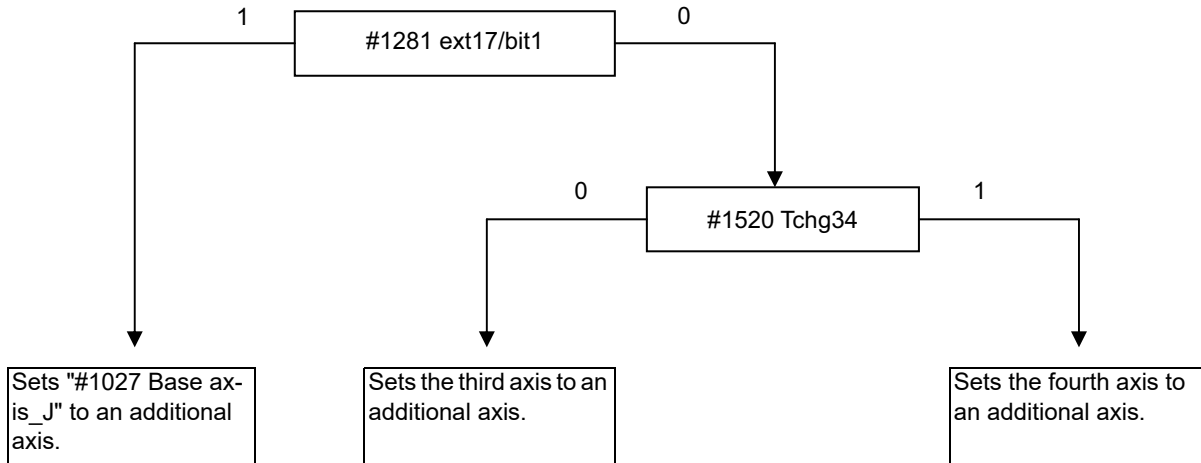 1
0
#1281 ext17/bit1
0
1
#1520 Tchg34
Sets "#1027 Base ax-
is_J" to an additional
axis.
Sets the third axis to an
additional axis.
Sets the fourth axis to
an additional axis.